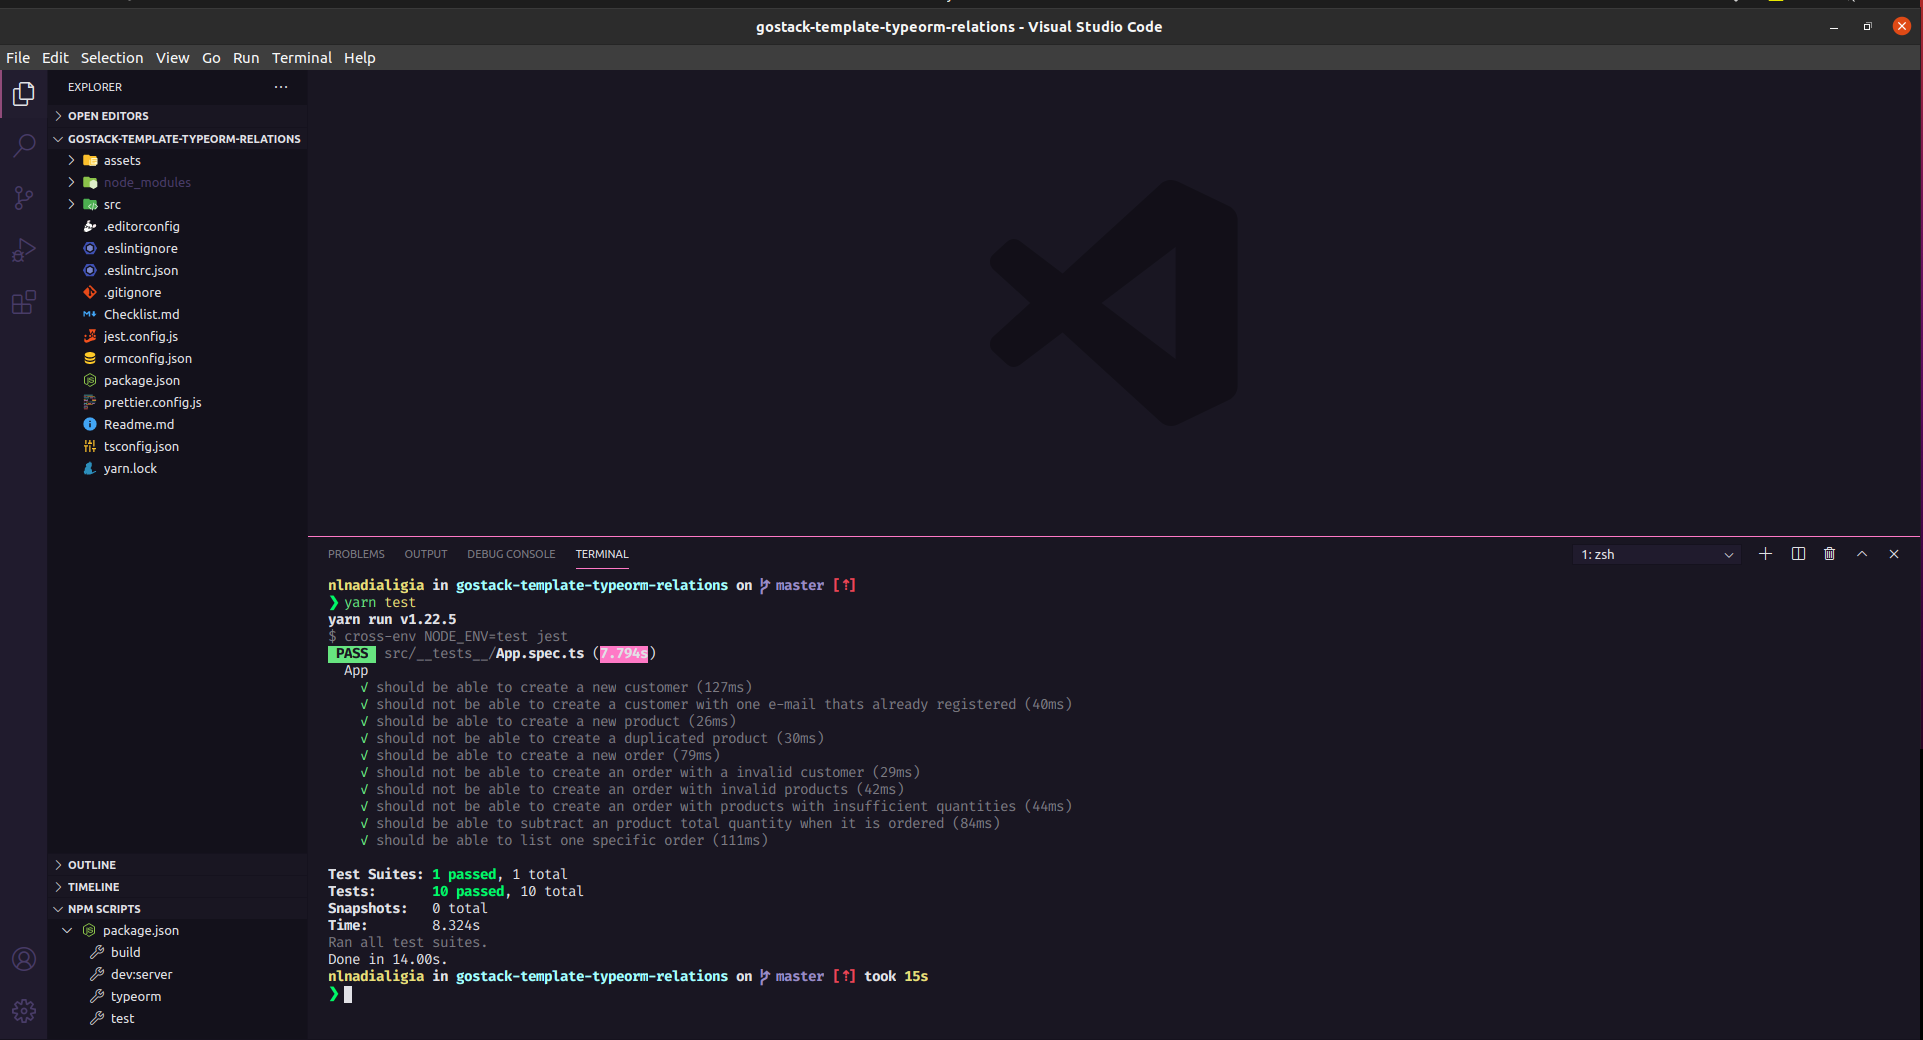 gostack-template-typeorm-relations - Visual Studio Code
File Edit Selection View Go Run Terminal Help
EXPLORER
OPEN EDITORS
GOSTACK-TEMPLATE-TYPEORM-RELATIONS
assets
node_modules
src
.editorconfig
.eslintignore
.eslintrc.json
.gitignore
Checklist.md
jest.config.js
ormconfig.json
package.json
prettier.config.js
Readme.md
tsconfig.json
yarn.lock
OUTLINE
TIMELINE
NPM SCRIPTS
package.json
build
dev:server
typeorm
test
PROBLEMS OUTPUT DEBUG CONSOLE TERMINAL
1: zsh
nlnadialigia in gostack-template-typeorm-relations on master [↑]
❯ yarn test
yarn run v1.22.5
$ cross-env NODE_ENV=test jest
PASS src/__tests__/App.spec.ts (7.794s)
App
√ should be able to create a new customer (127ms)
√ should not be able to create a customer with one e-mail thats already registered (40ms)
√ should be able to create a new product (26ms)
√ should not be able to create a duplicated product (30ms)
√ should be able to create a new order (79ms)
√ should not be able to create an order with a invalid customer (29ms)
√ should not be able to create an order with invalid products (42ms)
√ should not be able to create an order with products with insufficient quantities (44ms)
√ should be able to subtract an product total quantity when it is ordered (84ms)
√ should be able to list one specific order (111ms)
Test Suites: 1 passed, 1 total
Tests: 10 passed, 10 total
Snapshots: 0 total
Time: 8.324s
Ran all test suites.
Done in 14.00s.
nlnadialigia in gostack-template-typeorm-relations on master [↑] took 15s
❯